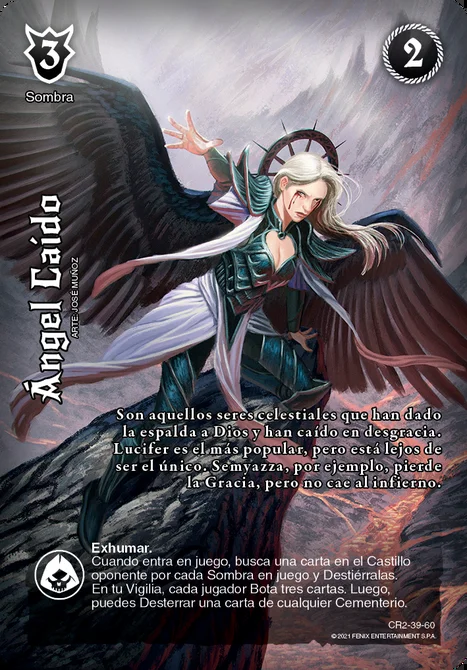 3
2
Sombra
Ángel Caído
ARTE: JOSE MUÑOZ
Son aquellos seres celestiales que han dado
la espalda a Dios y han caído en desgracia.
Lucifer es el más popular, pero está lejos de
ser el único. Semyazza, por ejemplo, pierde
la Gracia, pero no cae al infierno.
Exhumar.
Cuando entra en juego, busca una carta en el Castillo
oponente por cada Sombra en juego y Destiérralas.
En tu Vigilia, cada jugador Bota tres cartas. Luego,
puedes Desterrar una carta de cualquier Cementerio.
CR2-39-60
©2021 FENIX ENTERTAINMENT S.P.A.